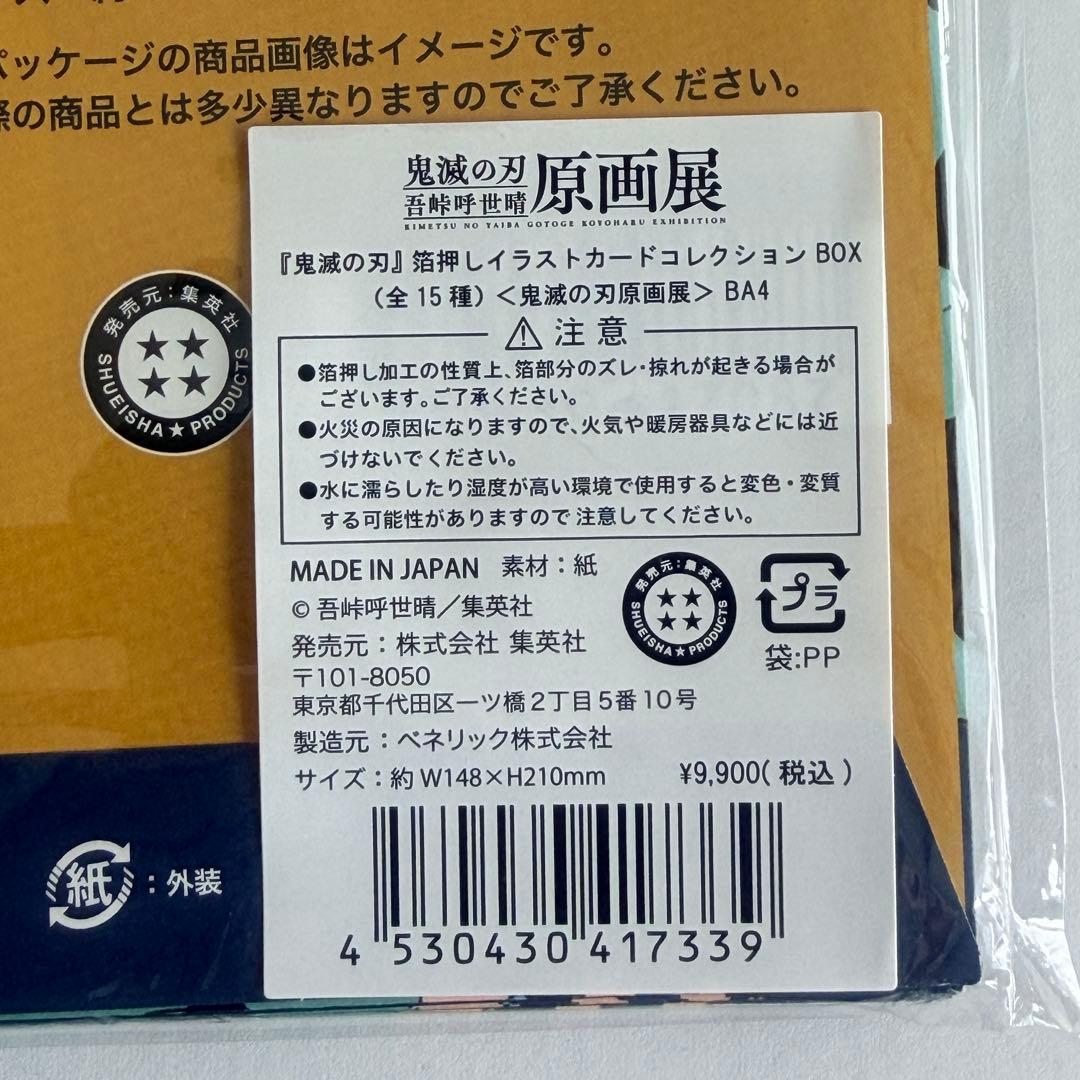 パッケージの商品画像はイメージです。
際の商品とは多少異なりますのでご了承ください。
発売元：集英社
SHUEISHA★PRODUCTS
鬼滅の刃
吾峠呼世晴
原画展
KIMETSU NO YAIBA GOTOGE KOYOHARU EXHIBITION
『鬼滅の刃』箔押しイラストカードコレクション BOX
（全 15 種）＜鬼滅の刃原画展＞ BA4
⚠ 注 意
●箔押し加工の性質上、箔部分のズレ・掠れが起きる場合が
ございます。ご了承ください。
●火災の原因になりますので、火気や暖房器具などには近
づけないでください。
●水に濡らしたり湿度が高い環境で使用すると変色・変質
する可能性がありますので 注意してください。
MADE IN JAPAN 素材：紙
© 吾峠呼世晴／集英社
発売元：株式会社 集英社
〒101-8050
東京都千代田区一ツ橋２丁目５番１０号
製造元：ベネリック株式会社
サイズ：約 W148×H210mm ¥9,900( 税込 )
発売元：集英社
SHUEISHA★PRODUCTS
プラ
袋:PP
4 530430 417339
紙：外装